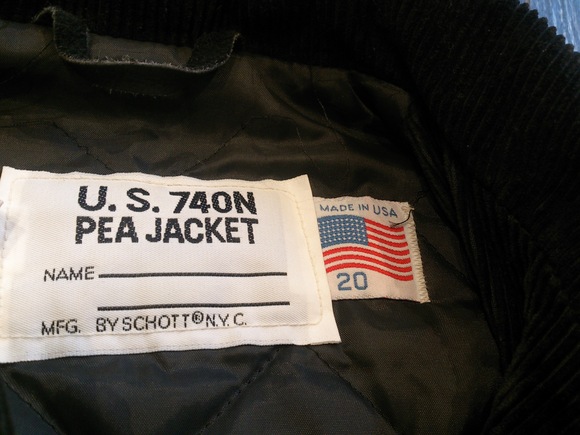 U.S. 740N
PEA JACKET
NAME
MFG. BY SCHOTT® N.Y.C.
MADE IN USA
20